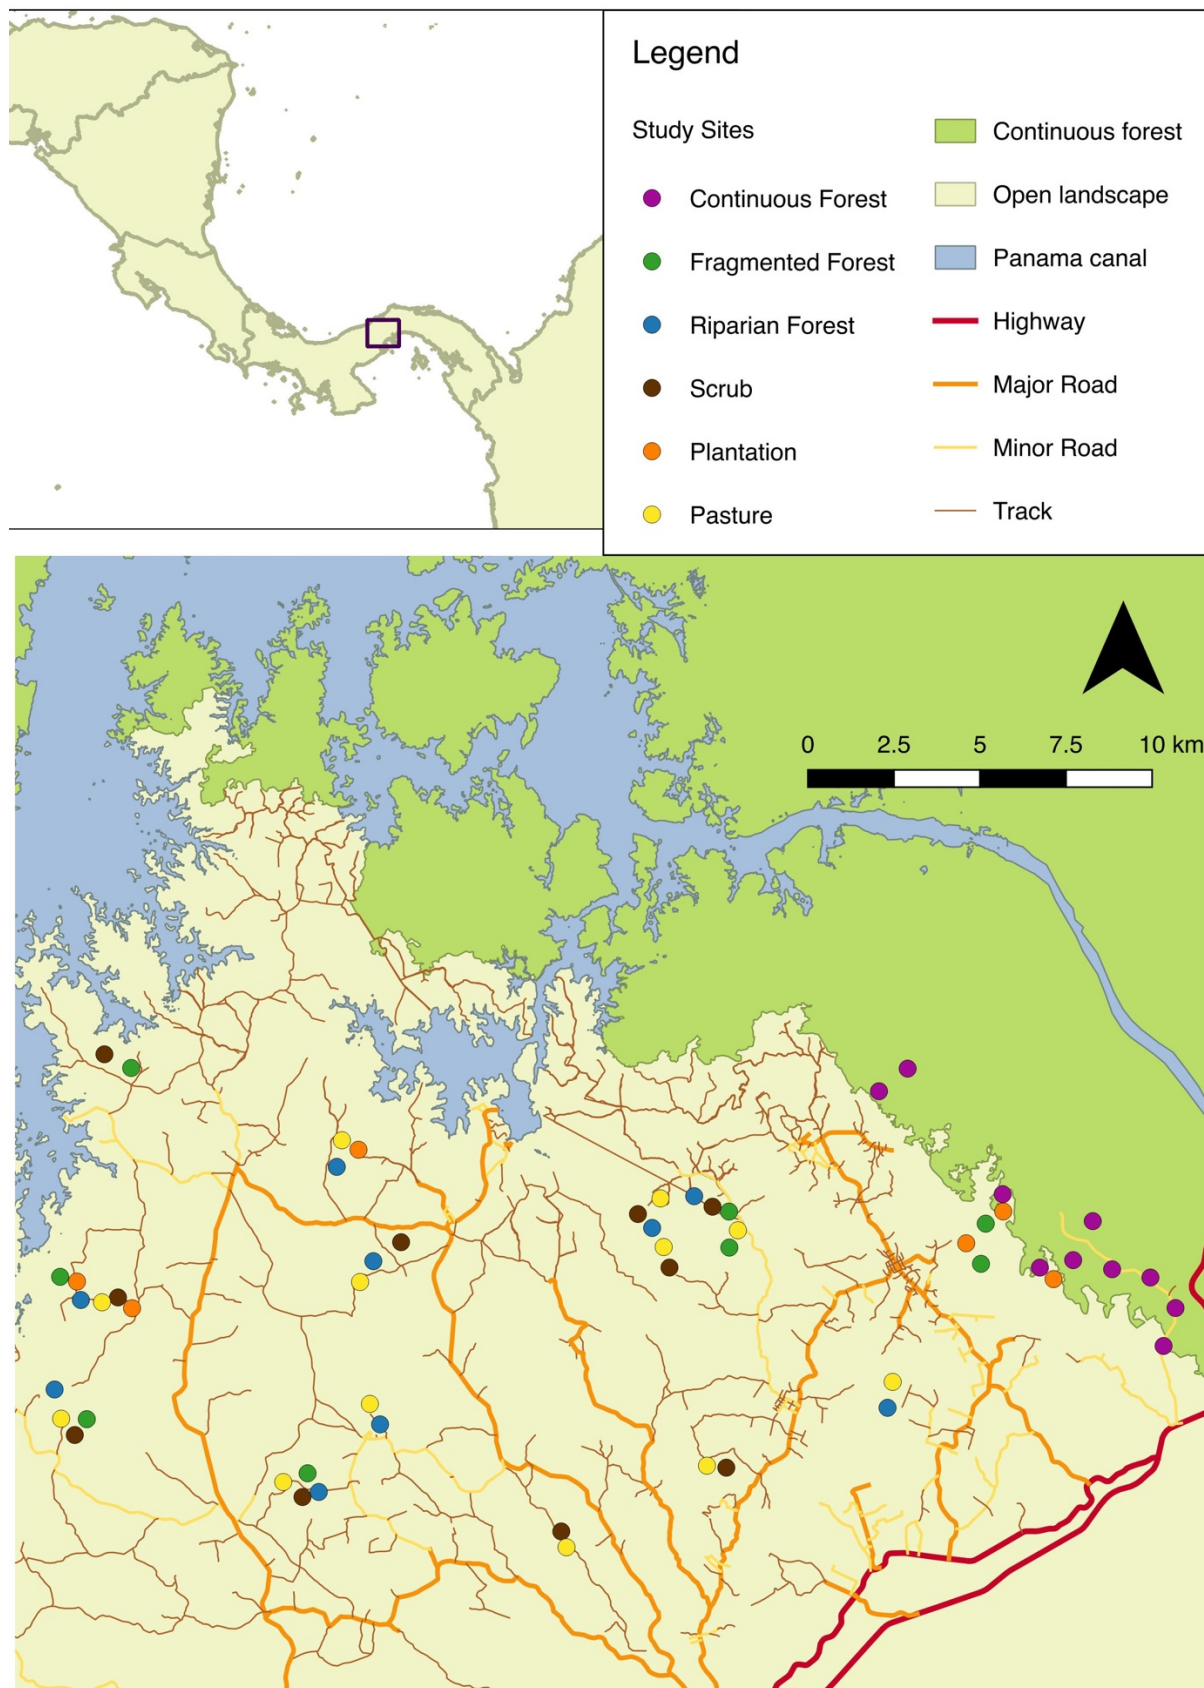 Legend
Study Sites
Continuous Forest
Fragmented Forest
Riparian Forest
Scrub
Plantation
Pasture
Continuous forest
Open landscape
Panama canal
Highway
Major Road
Minor Road
Track
0 2.5 5 7.5 10 km